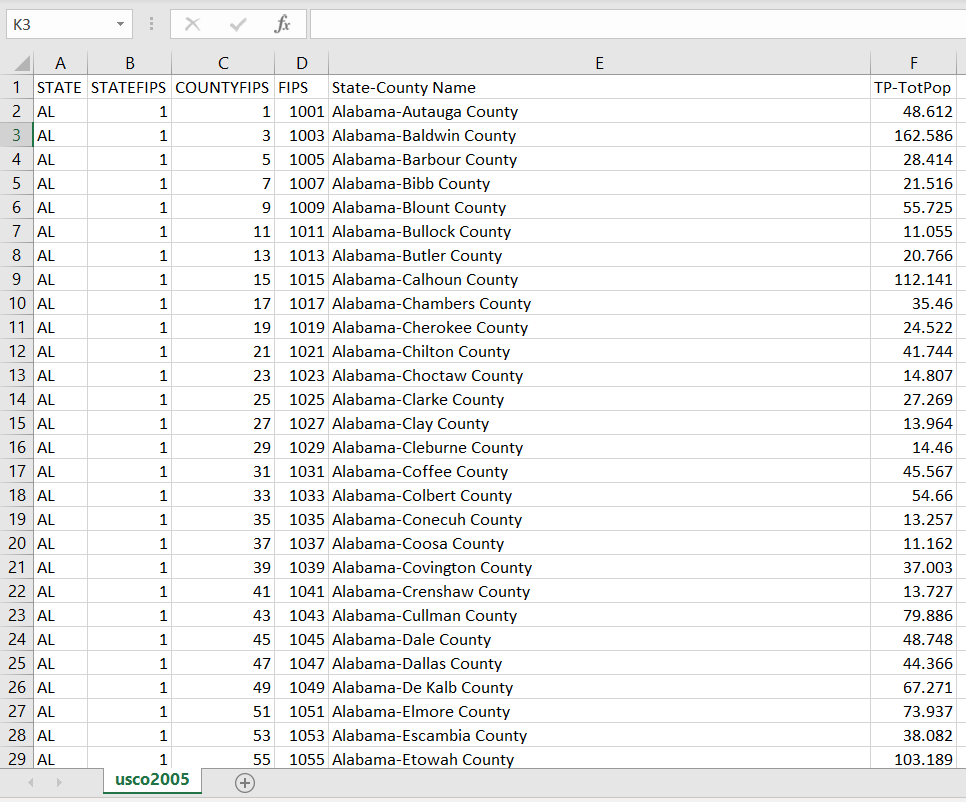 K3 fx
A B C D E F
1 STATE STATEFIPS COUNTYFIPS FIPS State-County Name TP-TotPop
2 AL 1 1 1001 Alabama-Autauga County 48.612
3 AL 1 3 1003 Alabama-Baldwin County 162.586
4 AL 1 5 1005 Alabama-Barbour County 28.414
5 AL 1 7 1007 Alabama-Bibb County 21.516
6 AL 1 9 1009 Alabama-Blount County 55.725
7 AL 1 11 1011 Alabama-Bullock County 11.055
8 AL 1 13 1013 Alabama-Butler County 20.766
9 AL 1 15 1015 Alabama-Calhoun County 112.141
10 AL 1 17 1017 Alabama-Chambers County 35.46
11 AL 1 19 1019 Alabama-Cherokee County 24.522
12 AL 1 21 1021 Alabama-Chilton County 41.744
13 AL 1 23 1023 Alabama-Choctaw County 14.807
14 AL 1 25 1025 Alabama-Clarke County 27.269
15 AL 1 27 1027 Alabama-Clay County 13.964
16 AL 1 29 1029 Alabama-Cleburne County 14.46
17 AL 1 31 1031 Alabama-Coffee County 45.567
18 AL 1 33 1033 Alabama-Colbert County 54.66
19 AL 1 35 1035 Alabama-Conecuh County 13.257
20 AL 1 37 1037 Alabama-Coosa County 11.162
21 AL 1 39 1039 Alabama-Covington County 37.003
22 AL 1 41 1041 Alabama-Crenshaw County 13.727
23 AL 1 43 1043 Alabama-Cullman County 79.886
24 AL 1 45 1045 Alabama-Dale County 48.748
25 AL 1 47 1047 Alabama-Dallas County 44.366
26 AL 1 49 1049 Alabama-De Kalb County 67.271
27 AL 1 51 1051 Alabama-Elmore County 73.937
28 AL 1 53 1053 Alabama-Escambia County 38.082
29 AL 1 55 1055 Alabama-Etowah County 103.189
usco2005